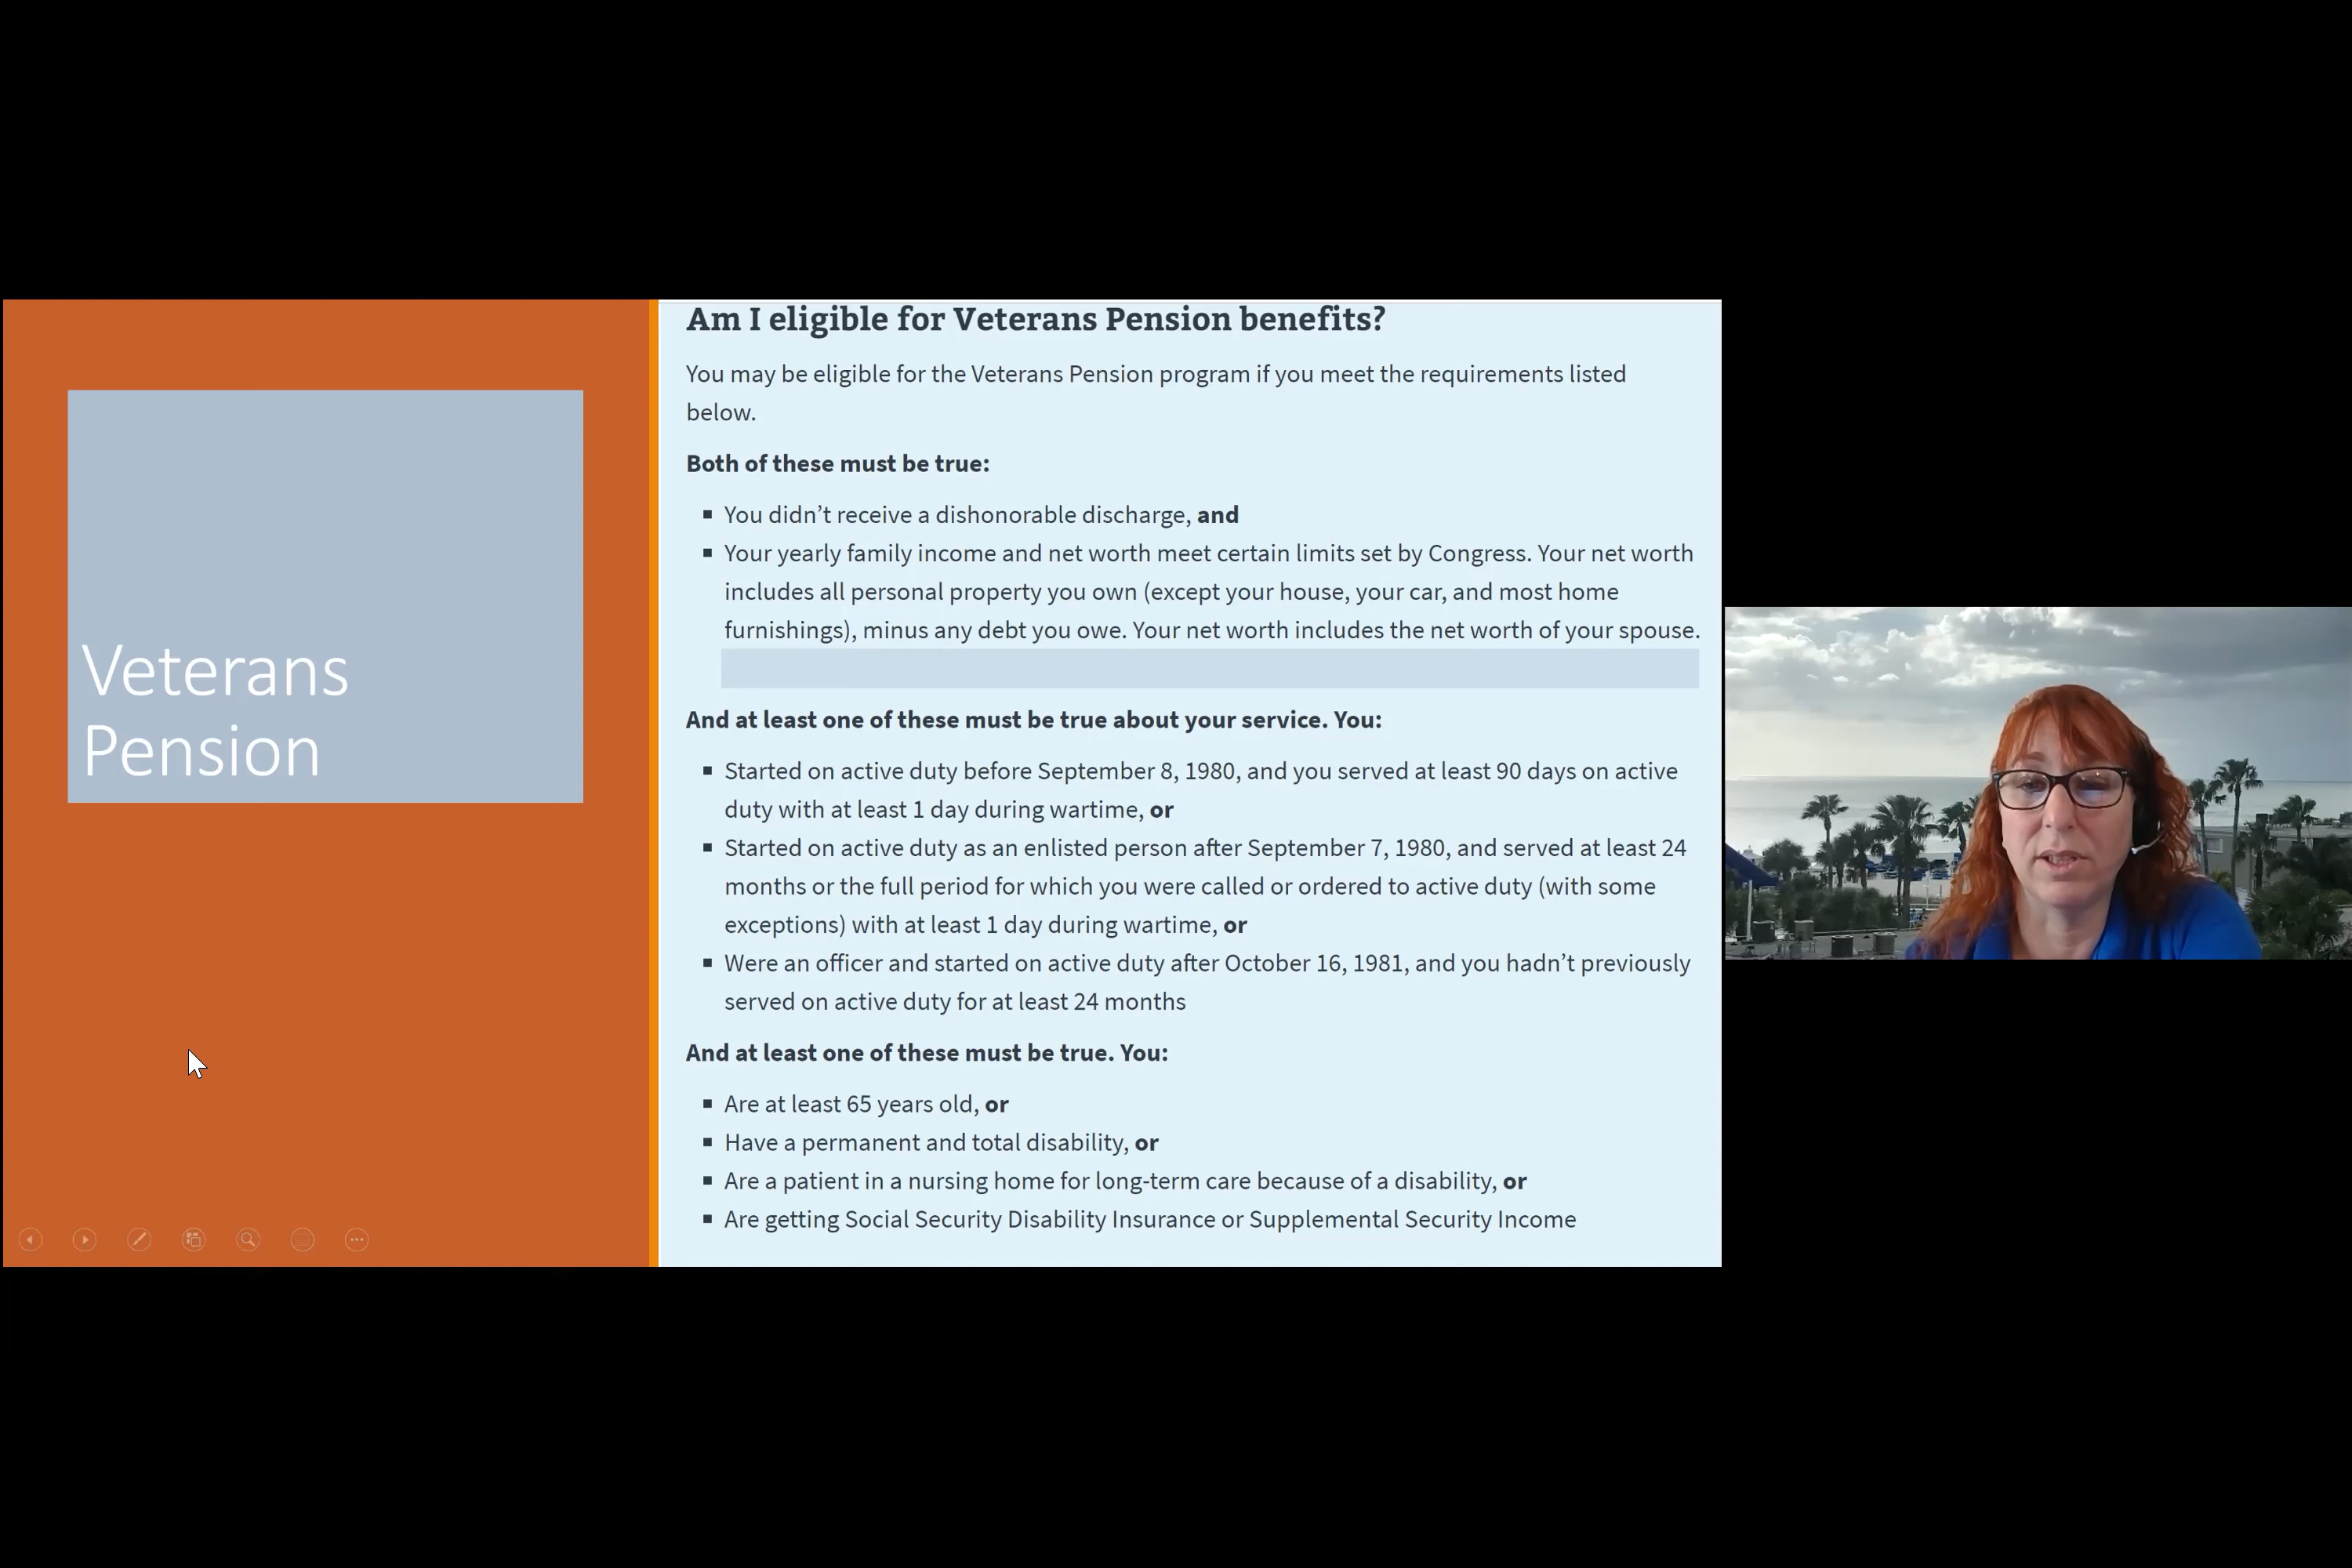 Veterans
Pension
Am I eligible for Veterans Pension benefits?
You may be eligible for the Veterans Pension program if you meet the requirements listed
below.
Both of these must be true:
▪ You didn’t receive a dishonorable discharge, and
▪ Your yearly family income and net worth meet certain limits set by Congress. Your net worth
includes all personal property you own (except your house, your car, and most home
furnishings), minus any debt you owe. Your net worth includes the net worth of your spouse.
And at least one of these must be true about your service. You:
▪ Started on active duty before September 8, 1980, and you served at least 90 days on active
duty with at least 1 day during wartime, or
▪ Started on active duty as an enlisted person after September 7, 1980, and served at least 24
months or the full period for which you were called or ordered to active duty (with some
exceptions) with at least 1 day during wartime, or
▪ Were an officer and started on active duty after October 16, 1981, and you hadn’t previously
served on active duty for at least 24 months
And at least one of these must be true. You:
▪ Are at least 65 years old, or
▪ Have a permanent and total disability, or
▪ Are a patient in a nursing home for long-term care because of a disability, or
▪ Are getting Social Security Disability Insurance or Supplemental Security Income